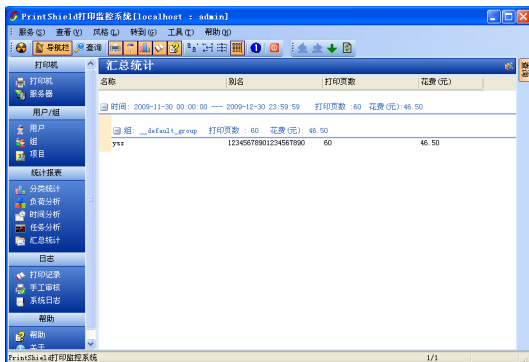 PrintShield打印监控系统[localhost : admin]
服务(S) 查看(V) 风格(L) 转到(G) 工具(T) 帮助(H)
导航栏 查询
打印机
打印机
服务器
用户/组
用户
组
项目
统计报表
分类统计
负荷分析
时间分析
任务分析
汇总统计
日志
打印记录
手工审核
系统日志
帮助
帮助
关于
汇总统计
名称 别名 打印页数 花费(元)
时间: 2009-11-30 00:00:00 --- 2009-12-30 23:59:59 打印页数 :60 花费(元):46.50
组: __default_group 打印页数 : 60 花费(元): 46.50
ysz 12345678901234567890 60 46.50
查询
PrintShield打印监控系统 1/1